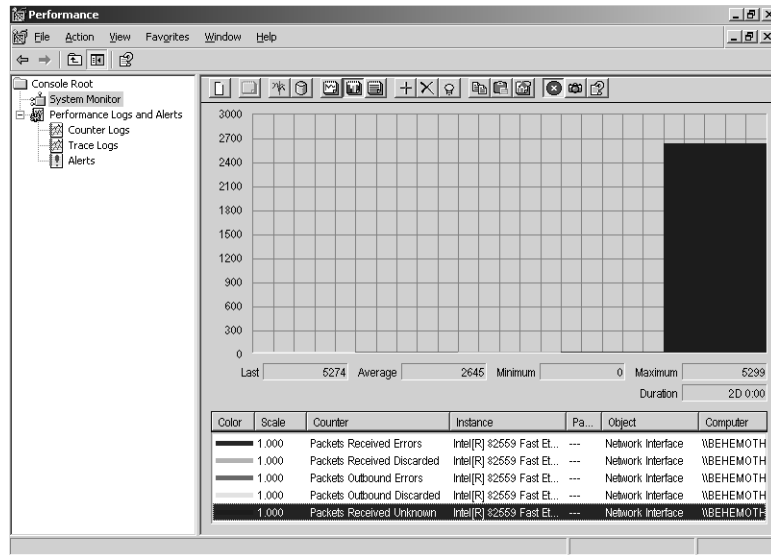 Performance
File Action View Favorites Window Help
Console Root
System Monitor
Performance Logs and Alerts
Counter Logs
Trace Logs
Alerts
3000
2700
2400
2100
1800
1500
1200
900
600
300
0
Last 5274 Average 2645 Minimum 0 Maximum 5299
Duration 2D 0:00
Color Scale Counter Instance Pa... Object Computer
1.000 Packets Received Errors Intel[R] 82559 Fast Et... --- Network Interface \\BEHEMOTH
1.000 Packets Received Discarded Intel[R] 82559 Fast Et... --- Network Interface \\BEHEMOTH
1.000 Packets Outbound Errors Intel[R] 82559 Fast Et... --- Network Interface \\BEHEMOTH
1.000 Packets Outbound Discarded Intel[R] 82559 Fast Et... --- Network Interface \\BEHEMOTH
1.000 Packets Received Unknown Intel[R] 82559 Fast Et... --- Network Interface \\BEHEMOTH